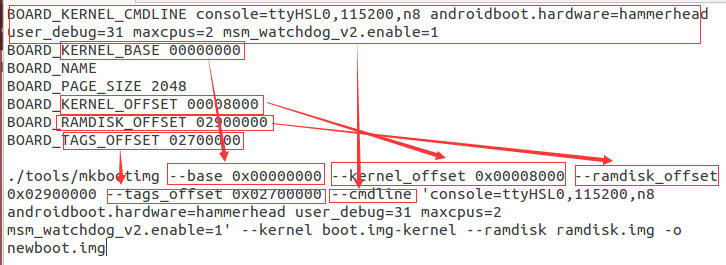 BOARD_KERNEL_CMDLINE console=ttyHSL0,115200,n8 androidboot.hardware=hammerhead
user_debug=31 maxcpus=2 msm_watchdog_v2.enable=1
BOARD_KERNEL_BASE 00000000
BOARD_NAME
BOARD_PAGE_SIZE 2048
BOARD_KERNEL_OFFSET 00008000
BOARD_RAMDISK_OFFSET 02900000
BOARD_TAGS_OFFSET 02700000
./tools/mkbootimg --base 0x00000000 --kernel_offset 0x00008000 --ramdisk_offset
0x02900000 --tags_offset 0x02700000 --cmdline 'console=ttyHSL0,115200,n8
androidboot.hardware=hammerhead user_debug=31 maxcpus=2
msm_watchdog_v2.enable=1' --kernel boot.img-kernel --ramdisk ramdisk.img -o
newboot.img